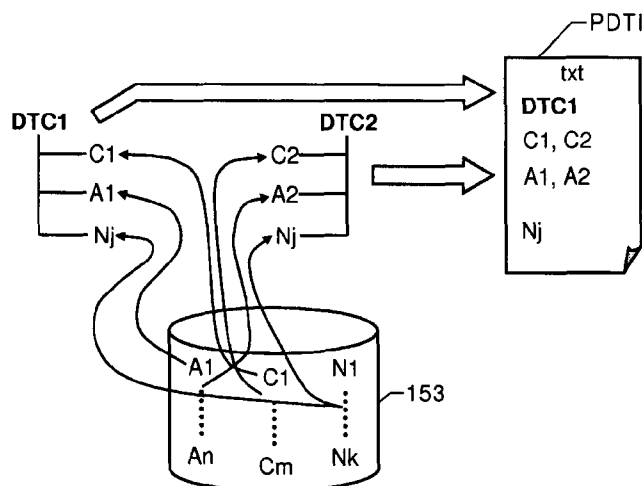 PDTI
txt
DTC1
C1, C2
A1, A2
Nj
DTC1
C1
A1
Nj
DTC2
C2
A2
Nj
A1
C1
N1
An
Cm
Nk
153